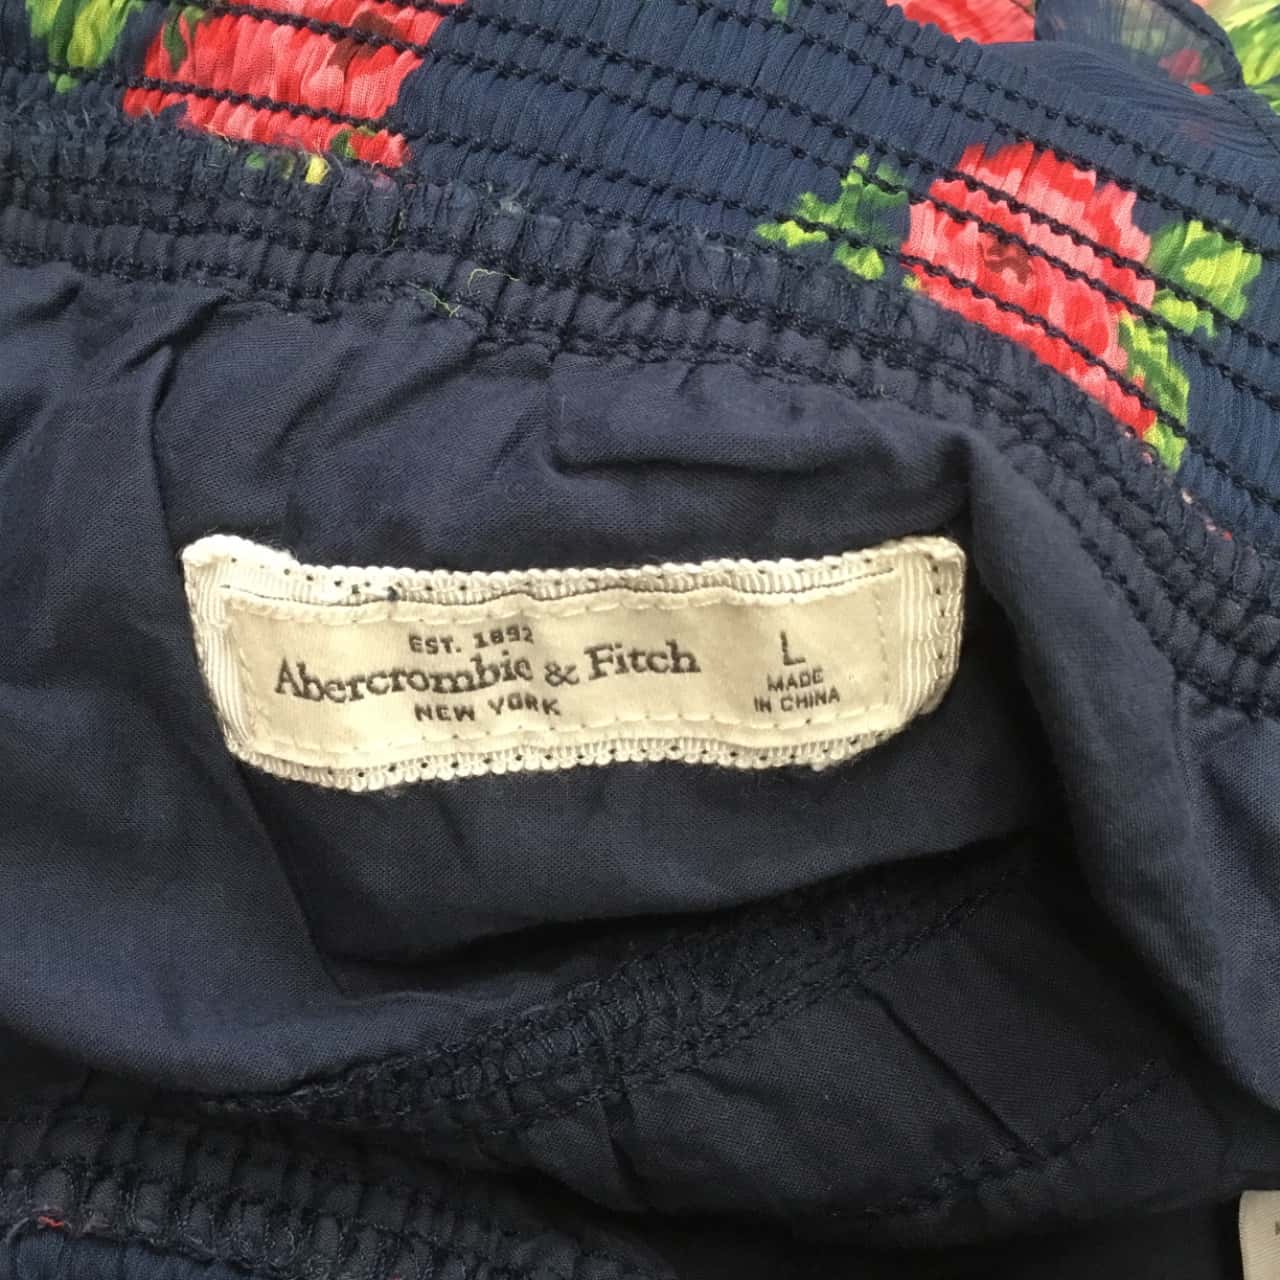 EST. 1892
Abercrombie & Fitch
NEW YORK
L
MADE
IN CHINA